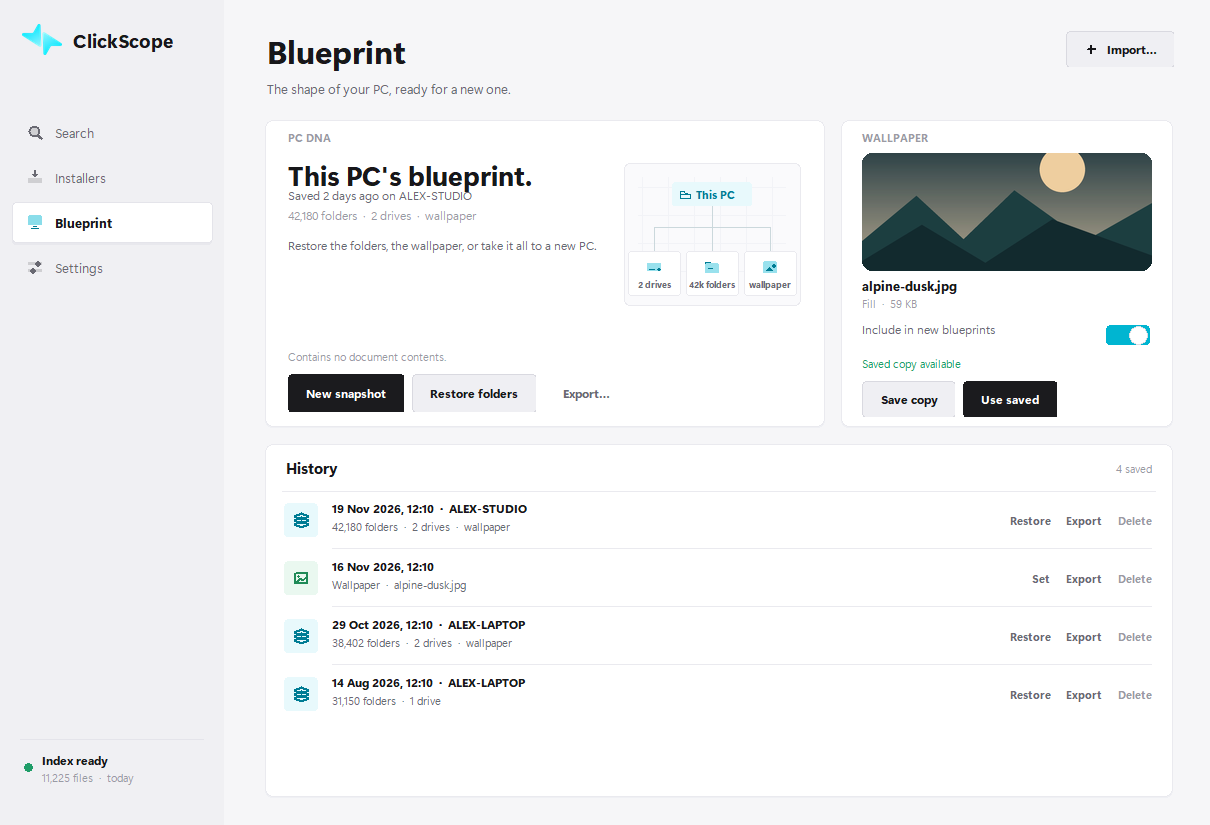 ClickScope
Search
Installers
Blueprint
Settings
Index ready
11,225 files · today
Blueprint
The shape of your PC, ready for a new one.
+ Import...
PC DNA
This PC's blueprint.
Saved 2 days ago on ALEX-STUDIO
42,180 folders · 2 drives · wallpaper
Restore the folders, the wallpaper, or take it all to a new PC.
This PC
2 drives
42k folders
wallpaper
Contains no document contents.
New snapshot
Restore folders
Export...
WALLPAPER
alpine-dusk.jpg
Fill · 59 KB
Include in new blueprints
Saved copy available
Save copy
Use saved
History
4 saved
19 Nov 2026, 12:10 · ALEX-STUDIO
42,180 folders · 2 drives · wallpaper
Restore Export Delete
16 Nov 2026, 12:10
Wallpaper · alpine-dusk.jpg
Set Export Delete
29 Oct 2026, 12:10 · ALEX-LAPTOP
38,402 folders · 2 drives · wallpaper
Restore Export Delete
14 Aug 2026, 12:10 · ALEX-LAPTOP
31,150 folders · 1 drive
Restore Export Delete